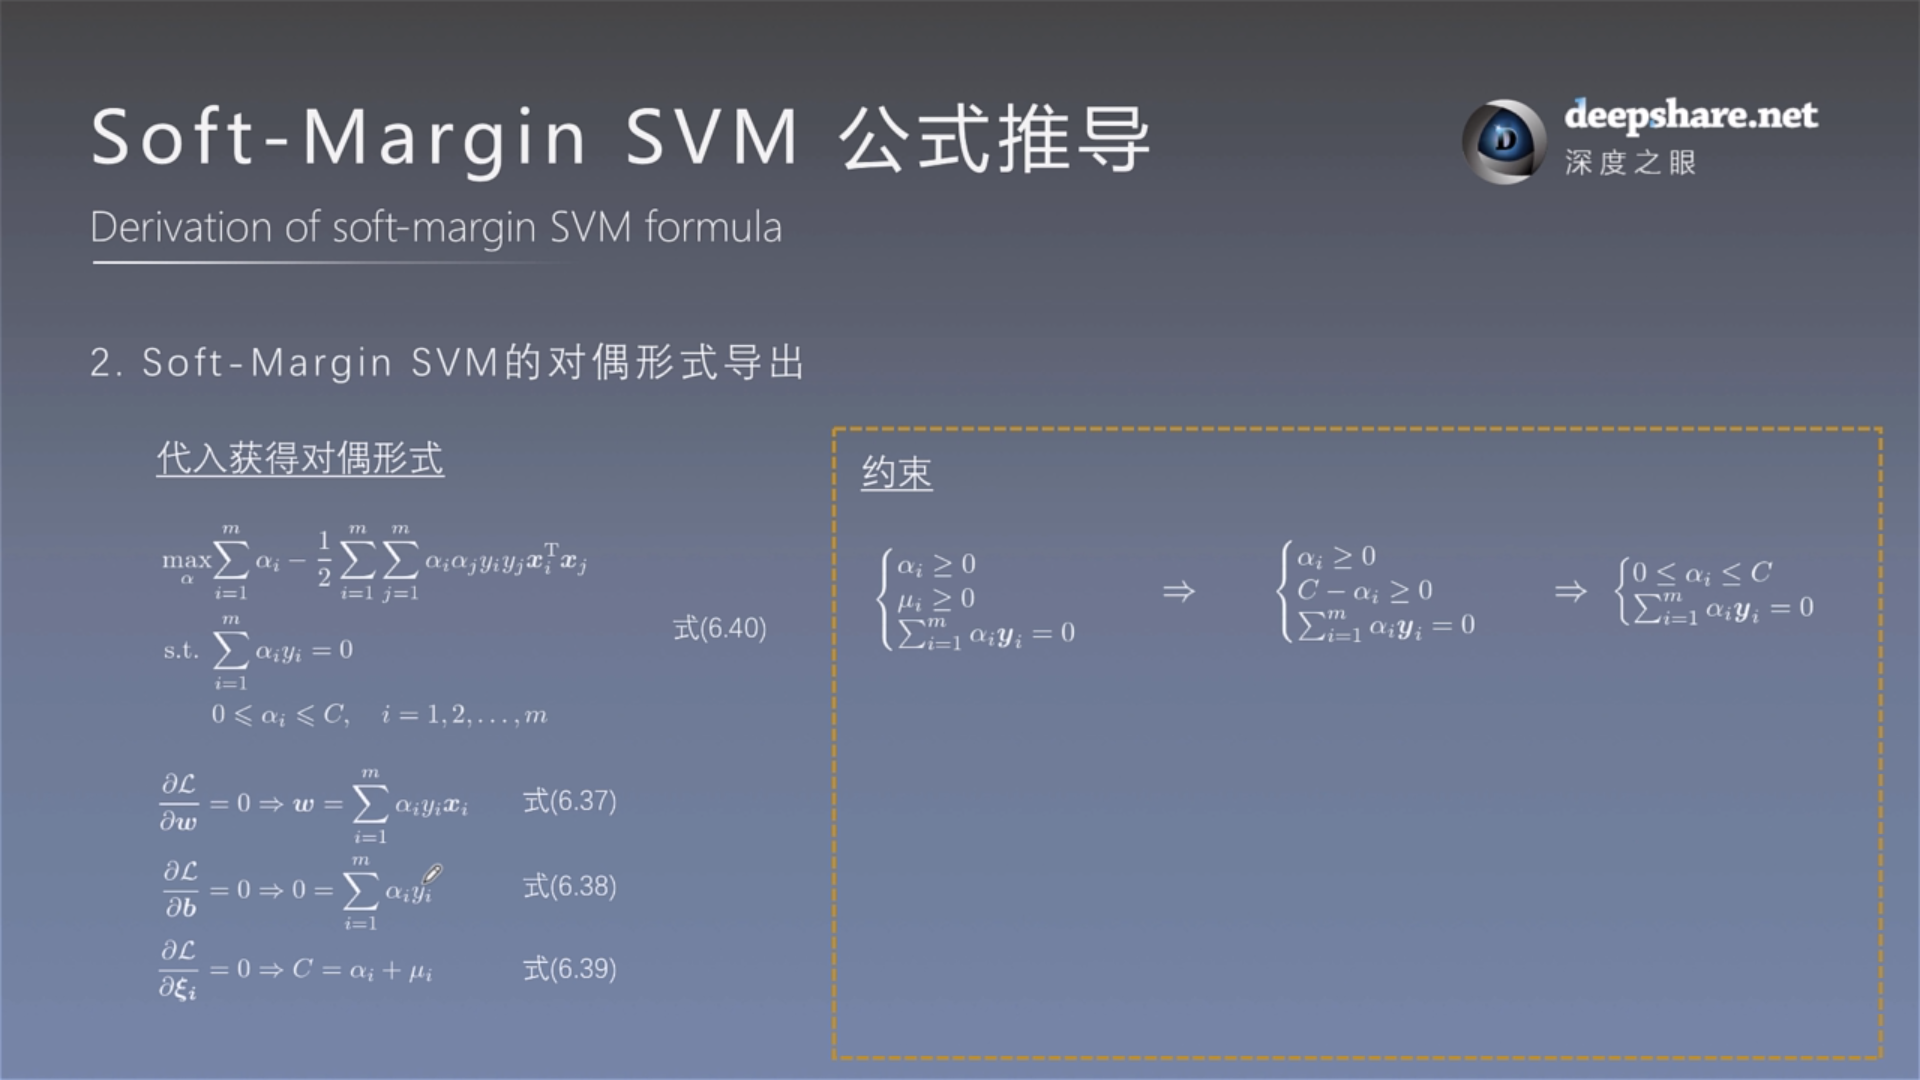 Soft-Margin SVM 公式推导
deepshare.net
深度之眼
Derivation of soft-margin SVM formula
2. Soft-Margin SVM的对偶形式导出
代入获得对偶形式
$\max_{\alpha} \sum_{i=1}^{m} \alpha_i - \frac{1}{2} \sum_{i=1}^{m} \sum_{j=1}^{m} \alpha_i \alpha_j y_i y_j \boldsymbol{x}_i^{\mathrm{T}} \boldsymbol{x}_j$
s.t. $\sum_{i=1}^{m} \alpha_i y_i = 0$
式(6.40)
$0 \leqslant \alpha_i \leqslant C, \quad i = 1, 2, \ldots, m$
$\frac{\partial \mathcal{L}}{\partial \boldsymbol{w}} = 0 \Rightarrow \boldsymbol{w} = \sum_{i=1}^{m} \alpha_i y_i \boldsymbol{x}_i$ 式(6.37)
$\frac{\partial \mathcal{L}}{\partial \boldsymbol{b}} = 0 \Rightarrow 0 = \sum_{i=1}^{m} \alpha_i y_i$ 式(6.38)
$\frac{\partial \mathcal{L}}{\partial \boldsymbol{\xi}_i} = 0 \Rightarrow C = \alpha_i + \mu_i$ 式(6.39)
约束
$\begin{cases} \alpha_i \geq 0 \\ \mu_i \geq 0 \\ \sum_{i=1}^{m} \alpha_i \boldsymbol{y}_i = 0 \end{cases} \Rightarrow \begin{cases} \alpha_i \geq 0 \\ C - \alpha_i \geq 0 \\ \sum_{i=1}^{m} \alpha_i \boldsymbol{y}_i = 0 \end{cases} \Rightarrow \begin{cases} 0 \leq \alpha_i \leq C \\ \sum_{i=1}^{m} \alpha_i \boldsymbol{y}_i = 0 \end{cases}$